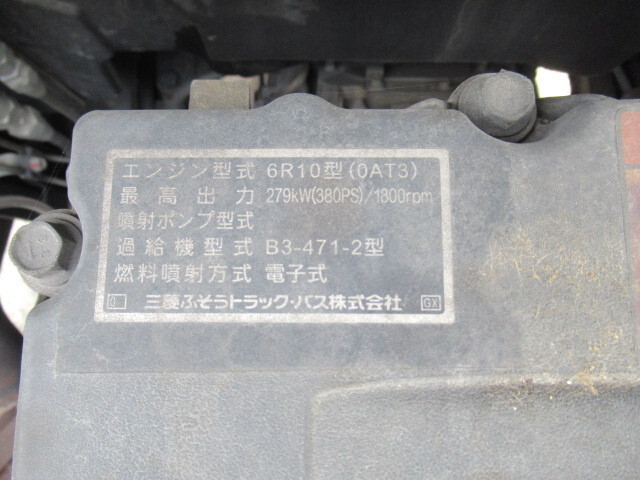 エンジン型式 6R10型(0AT3)
最高出力 279kW(380PS)/1800rpm
噴射ポンプ型式
過給機型式 B3-471-2型
燃料噴射方式 電子式
0 三菱ふそうトラック・バス株式会社 GX